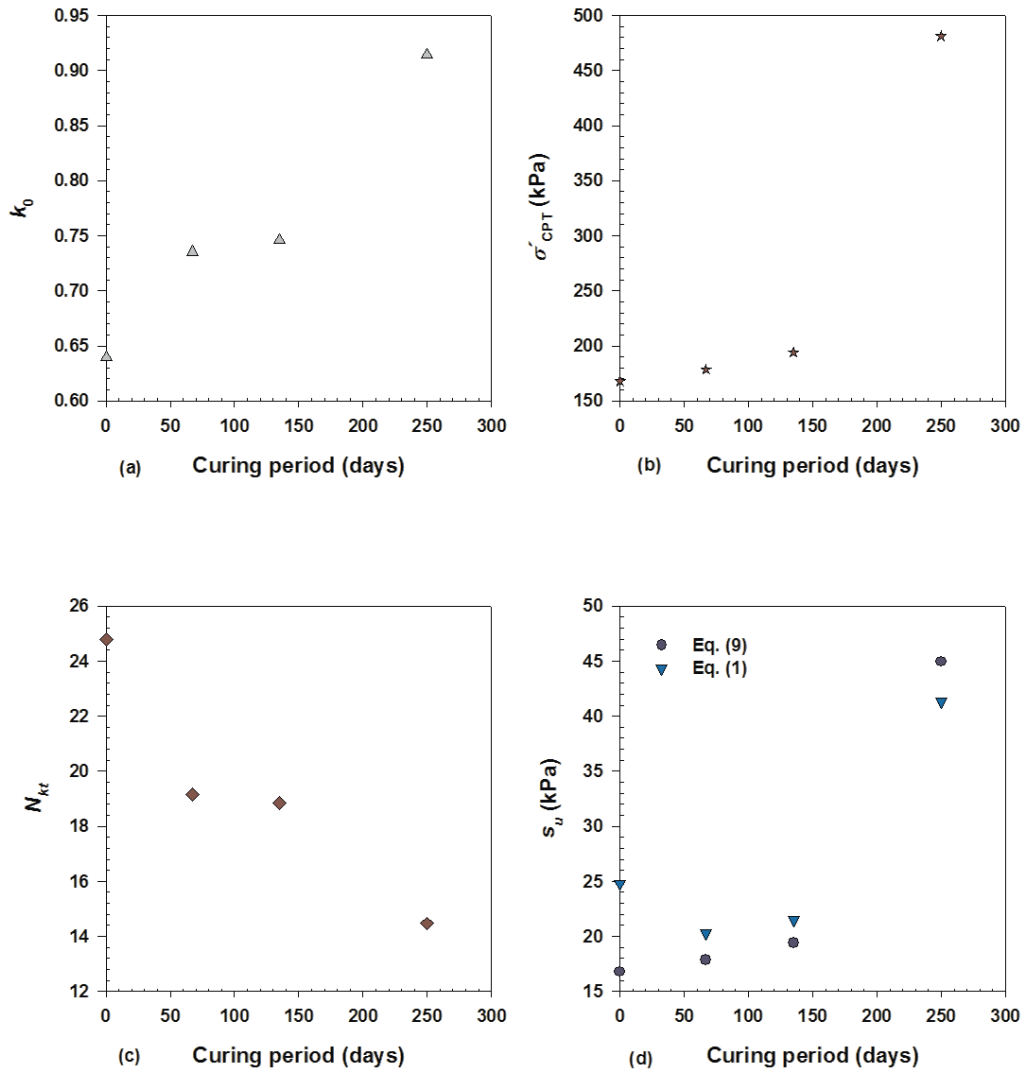 0.95
0.90
0.85
0.80
0.75
0.70
0.65
0.60
k0
0 50 100 150 200 250 300
(a) Curing period (days)
500
450
400
350
300
250
200
150
σ′CPT (kPa)
0 50 100 150 200 250 300
(b) Curing period (days)
26
24
22
20
18
16
14
12
Nkt
0 50 100 150 200 250 300
(c) Curing period (days)
50
45
40
35
30
25
20
15
su (kPa)
Eq. (9)
Eq. (1)
0 50 100 150 200 250 300
(d) Curing period (days)